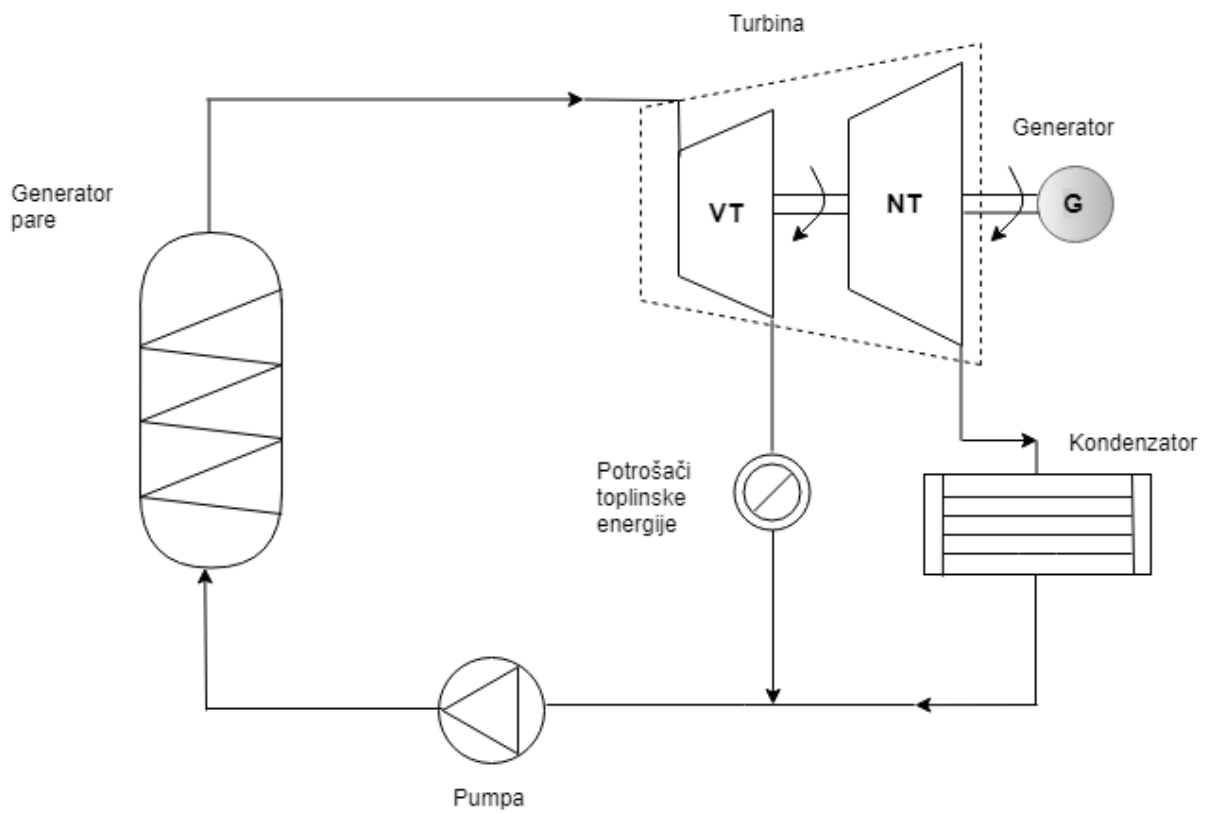 Turbina
Generator
Generator
pare
VT
NT
G
Kondenzator
Potrošači
toplinske
energije
Pumpa